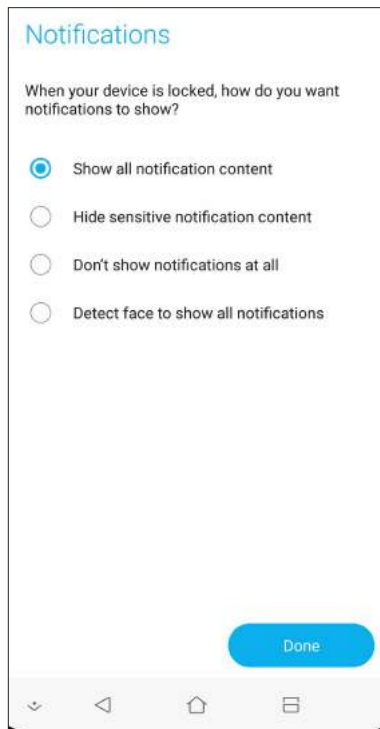 Notifications
When your device is locked, how do you want
notifications to show?
Show all notification content
Hide sensitive notification content
Don't show notifications at all
Detect face to show all notifications
Done